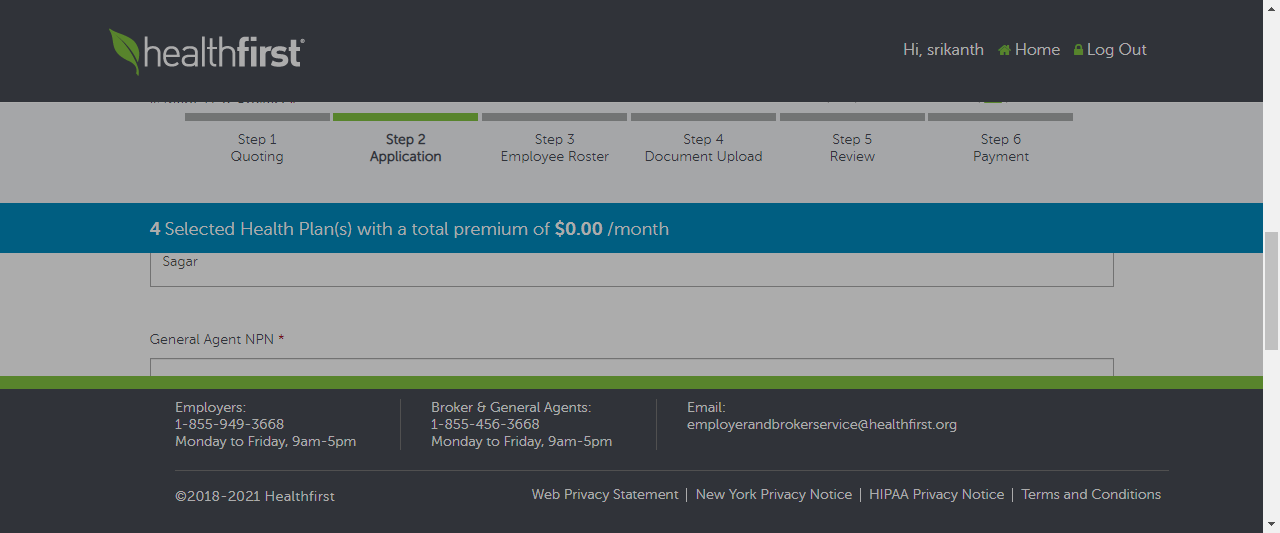 healthfirst
Hi, srikanth Home Log Out
Step 1 Step 2 Step 3 Step 4 Step 5 Step 6
Quoting Application Employee Roster Document Upload Review Payment
4 Selected Health Plan(s) with a total premium of $0.00 /month
Sagar
General Agent NPN *
Employers: Broker & General Agents: Email:
1-855-949-3668 1-855-456-3668 employerandbrokerservice@healthfirst.org
Monday to Friday, 9am-5pm Monday to Friday, 9am-5pm
©2018-2021 Healthfirst Web Privacy Statement | New York Privacy Notice | HIPAA Privacy Notice | Terms and Conditions